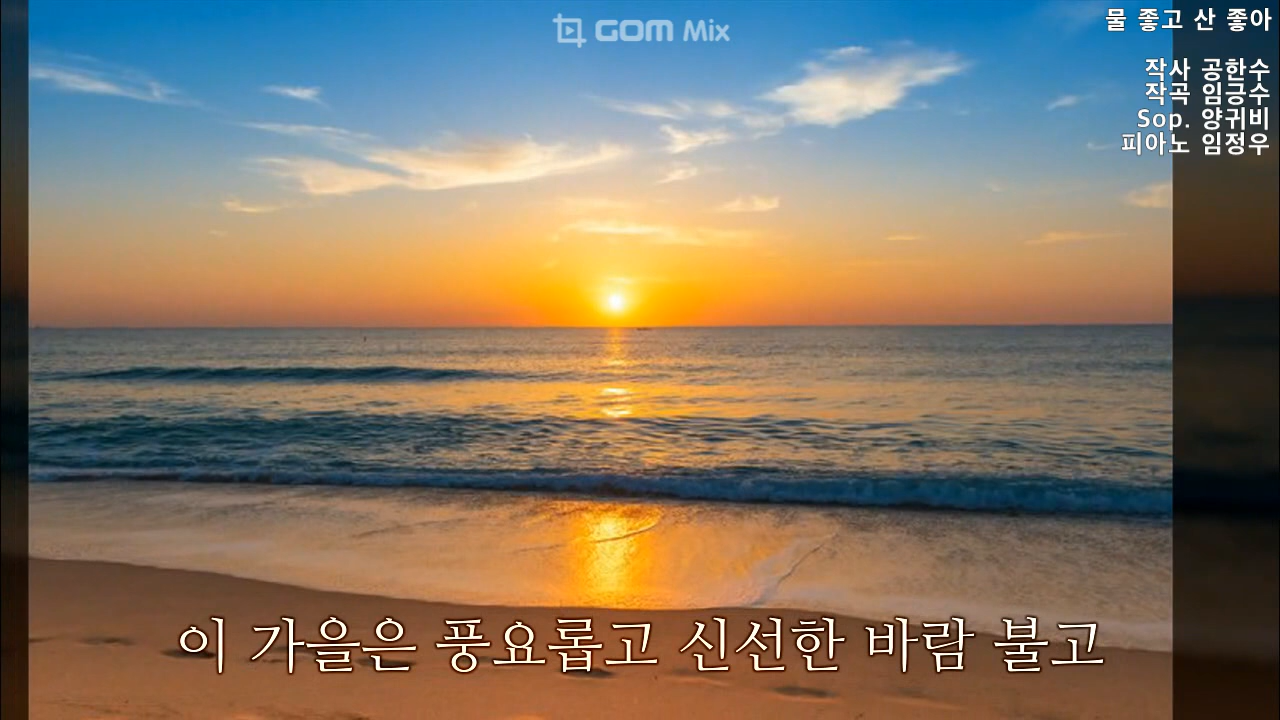 GOM Mix
물 좋고 산 좋아
작사 공한수
작곡 임긍수
Sop. 양귀비
피아노 임정우
이 가을은 풍요롭고 신선한 바람 불고